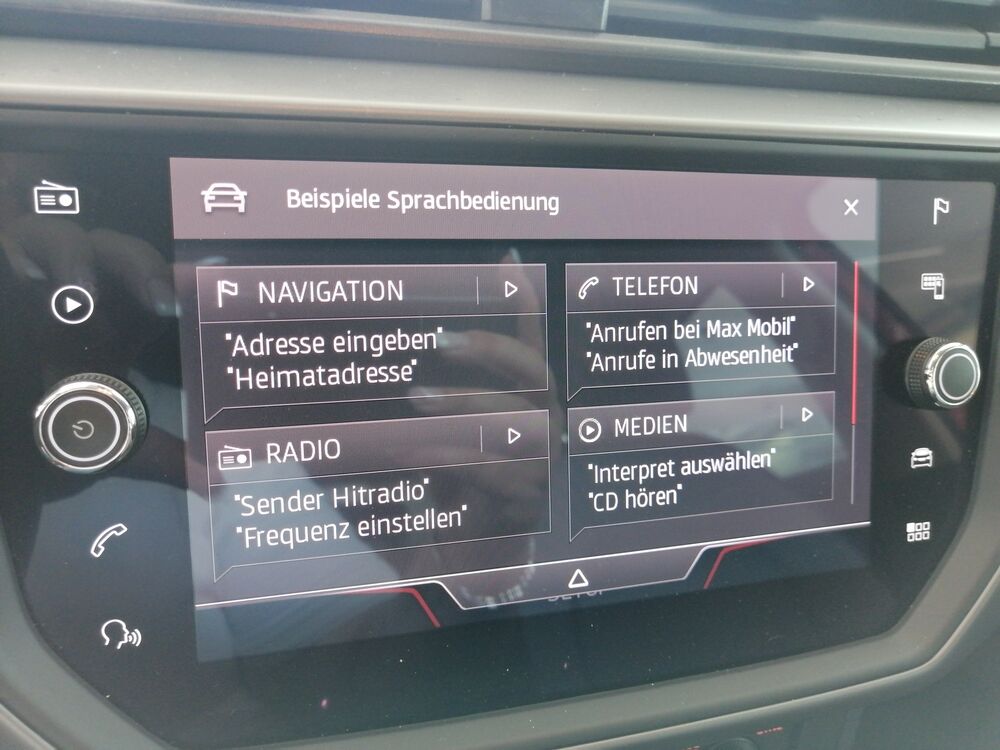 Beispiele Sprachbedienung
NAVIGATION
"Adresse eingeben"
"Heimatadresse"
TELEFON
"Anrufen bei Max Mobil"
"Anrufe in Abwesenheit"
RADIO
"Sender Hitradio"
"Frequenz einstellen"
MEDIEN
"Interpret auswählen"
"CD hören"